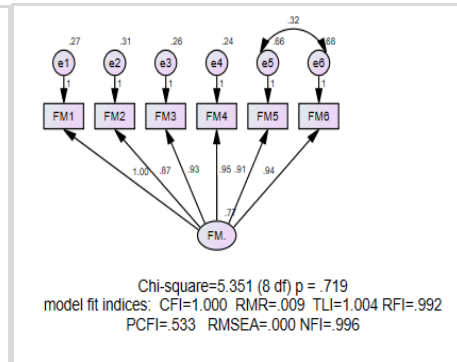 .32
.27 .31 .26 .24 .66 .68
e1 e2 e3 e4 e5 e6
1 1 1 1 1 1
FM1 FM2 FM3 FM4 FM5 FM6
1.00 .87 .93 .95 .91 .94
.77
FM.
Chi-square=5.351 (8 df) p = .719
model fit indices: CFI=1.000 RMR=.009 TLI=1.004 RFI=.992
PCFI=.533 RMSEA=.000 NFI=.996